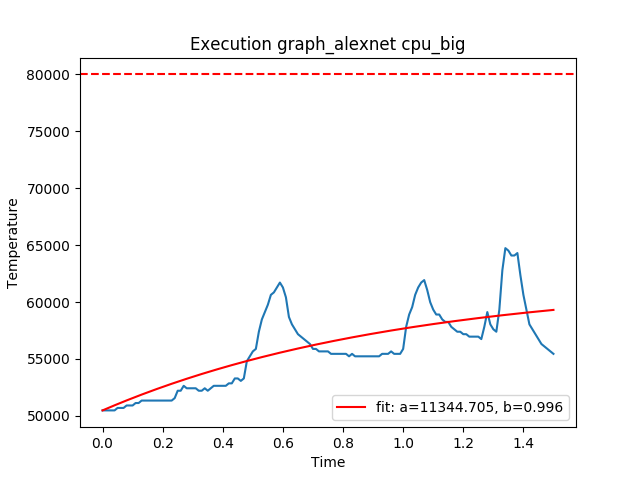 Execution graph_alexnet cpu_big
80000
75000
70000
65000
60000
55000
50000
Temperature
fit: a=11344.705, b=0.996
0.0 0.2 0.4 0.6 0.8 1.0 1.2 1.4
Time